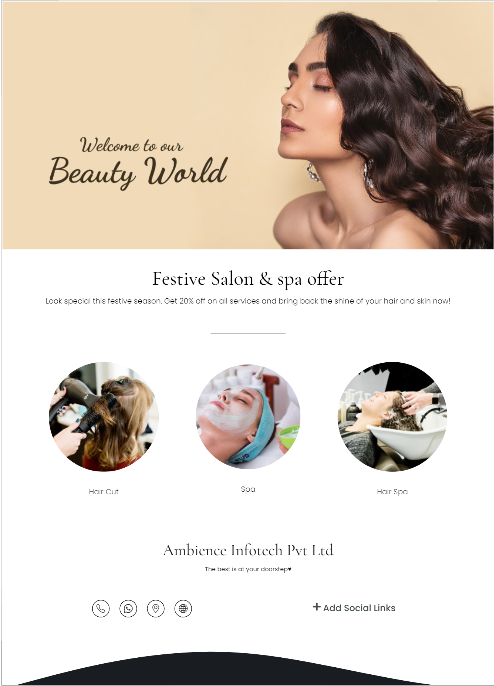 Welcome to our
Beauty World
Festive Salon & spa offer
Look special this festive season. Get 20% off on all services and bring back the shine of your hair and skin now!
Hair Cut
Spa
Hair Spa
Ambience Infotech Pvt Ltd
The best is at your doorstep♥
+ Add Social Links